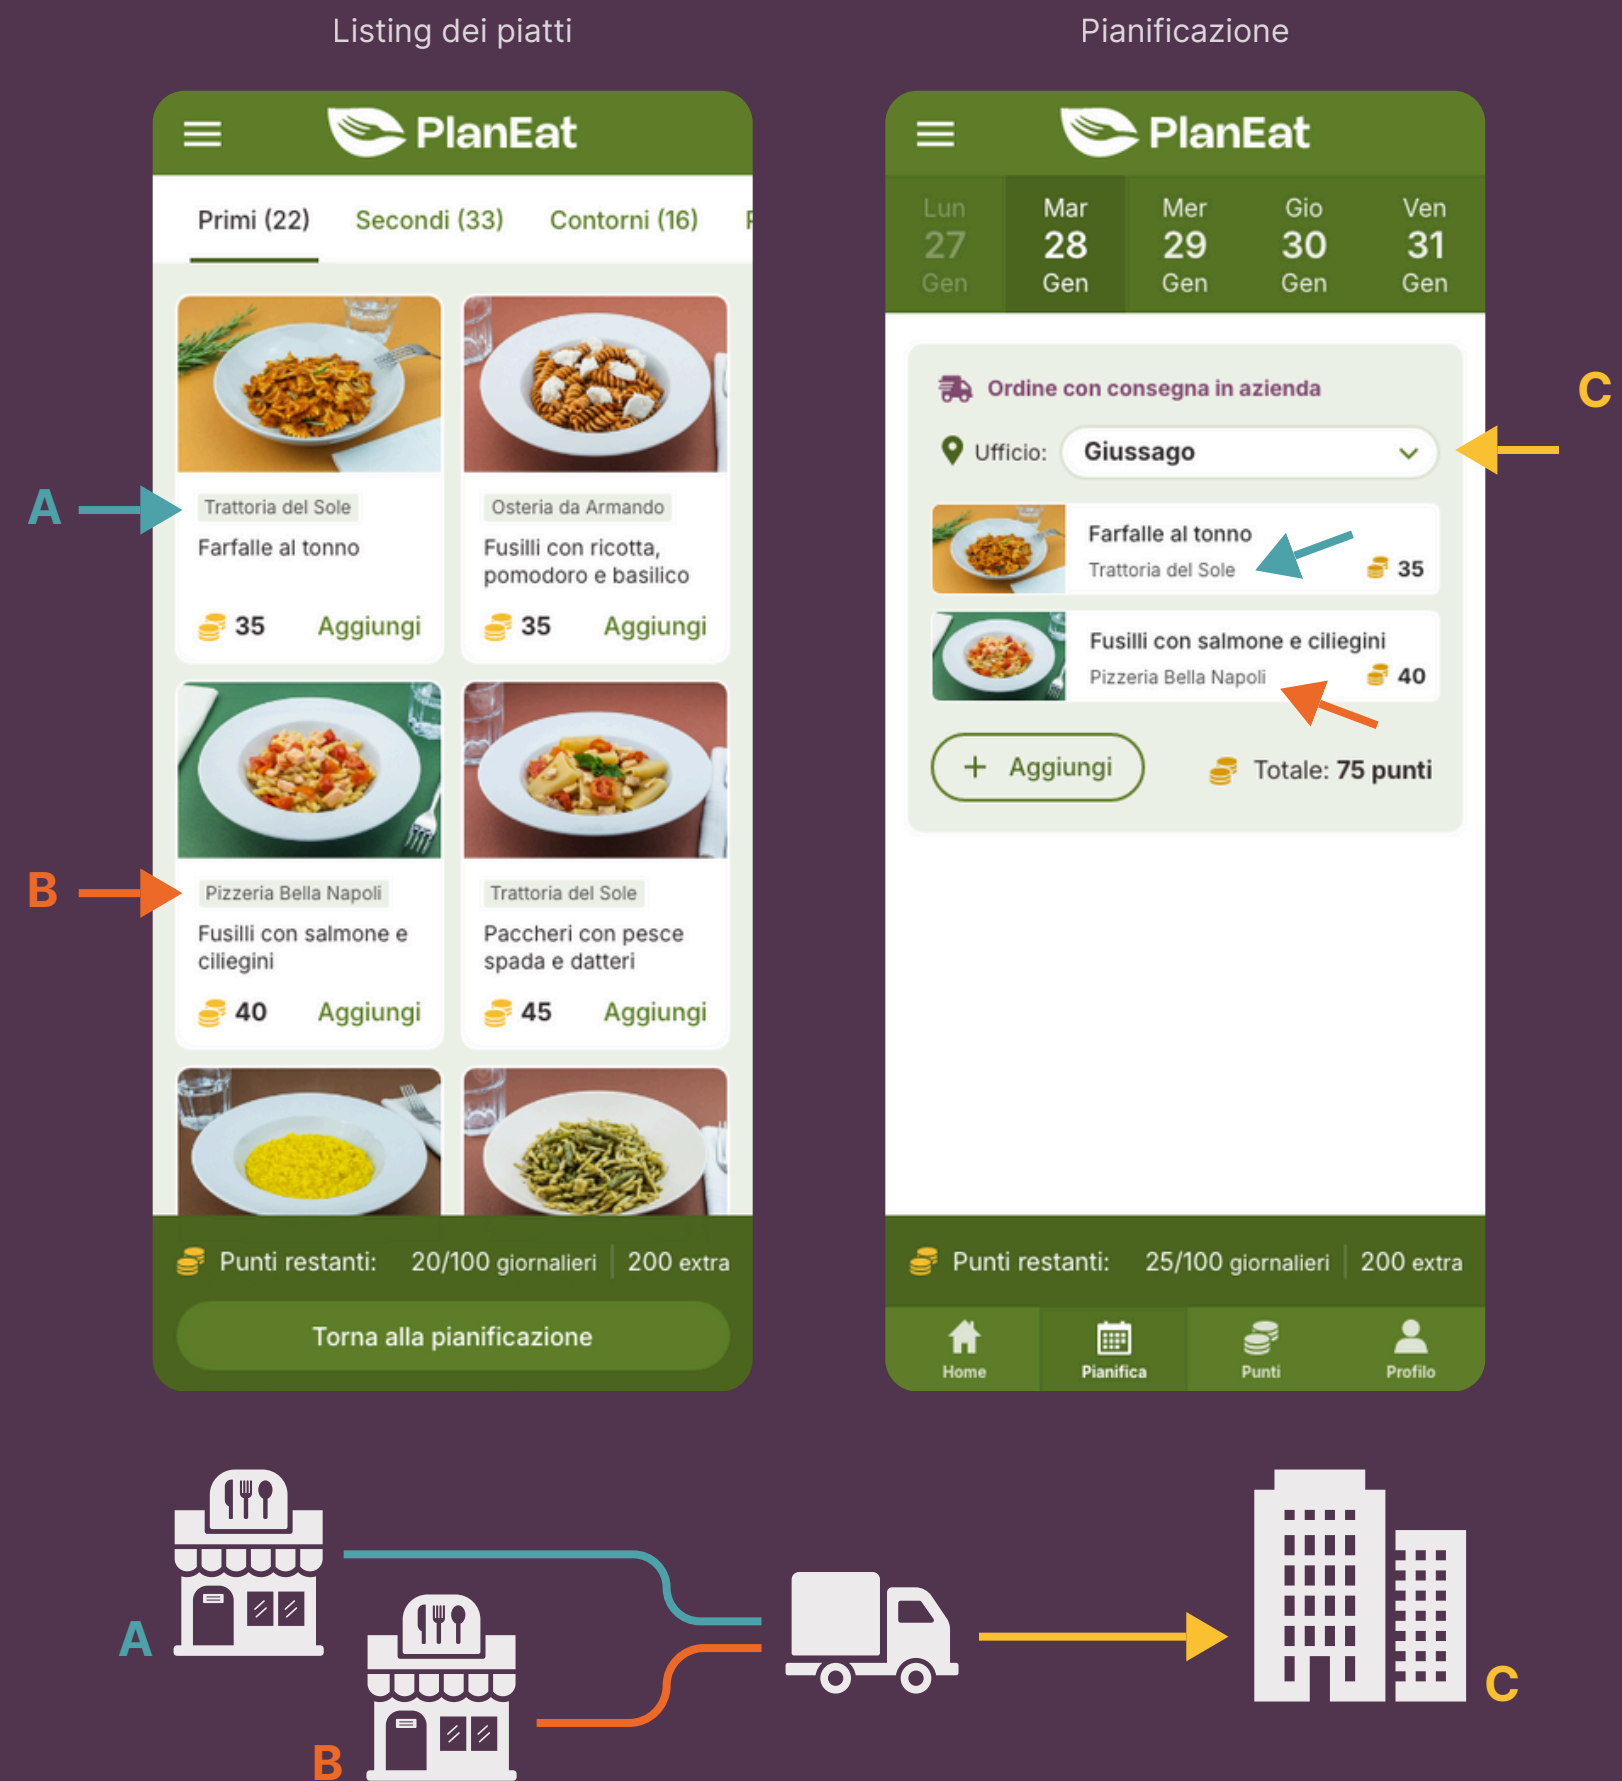 Listing dei piatti
Pianificazione
PlanEat
Primi (22)
Secondi (33)
Contorni (16)
A
Trattoria del Sole
Farfalle al tonno
35
Aggiungi
Osteria da Armando
Fusilli con ricotta,
pomodoro e basilico
35
Aggiungi
B
Pizzeria Bella Napoli
Fusilli con salmone e
ciliegini
40
Aggiungi
Trattoria del Sole
Paccheri con pesce
spada e datteri
45
Aggiungi
Punti restanti: 20/100 giornalieri 200 extra
Torna alla pianificazione
PlanEat
Lun
27
Gen
Mar
28
Gen
Mer
29
Gen
Gio
30
Gen
Ven
31
Gen
C
Ordine con consegna in azienda
Ufficio: Giussago
Farfalle al tonno
Trattoria del Sole
35
Fusilli con salmone e ciliegini
Pizzeria Bella Napoli
40
+ Aggiungi
Totale: 75 punti
Punti restanti: 25/100 giornalieri 200 extra
Home
Pianifica
Punti
Profilo
A
B
C